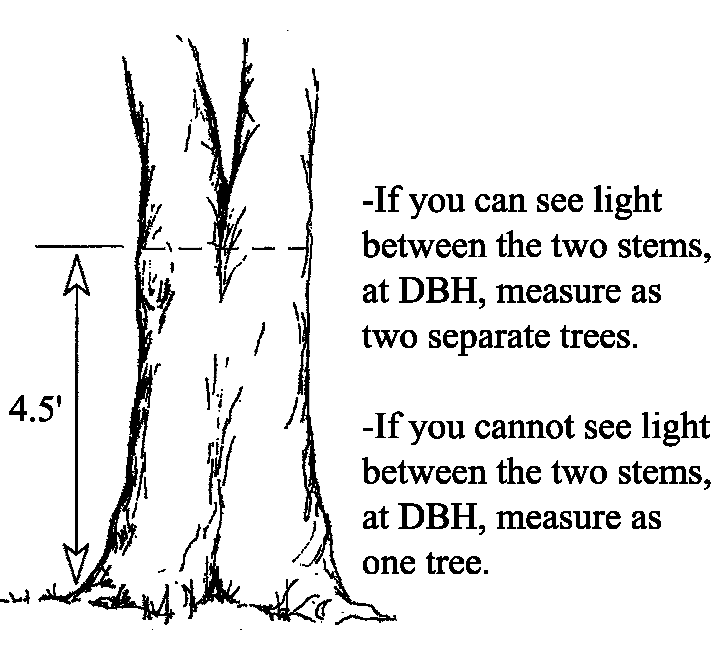 -If you can see light
between the two stems,
at DBH, measure as
two separate trees.
4.5'
-If you cannot see light
between the two stems,
at DBH, measure as
one tree.